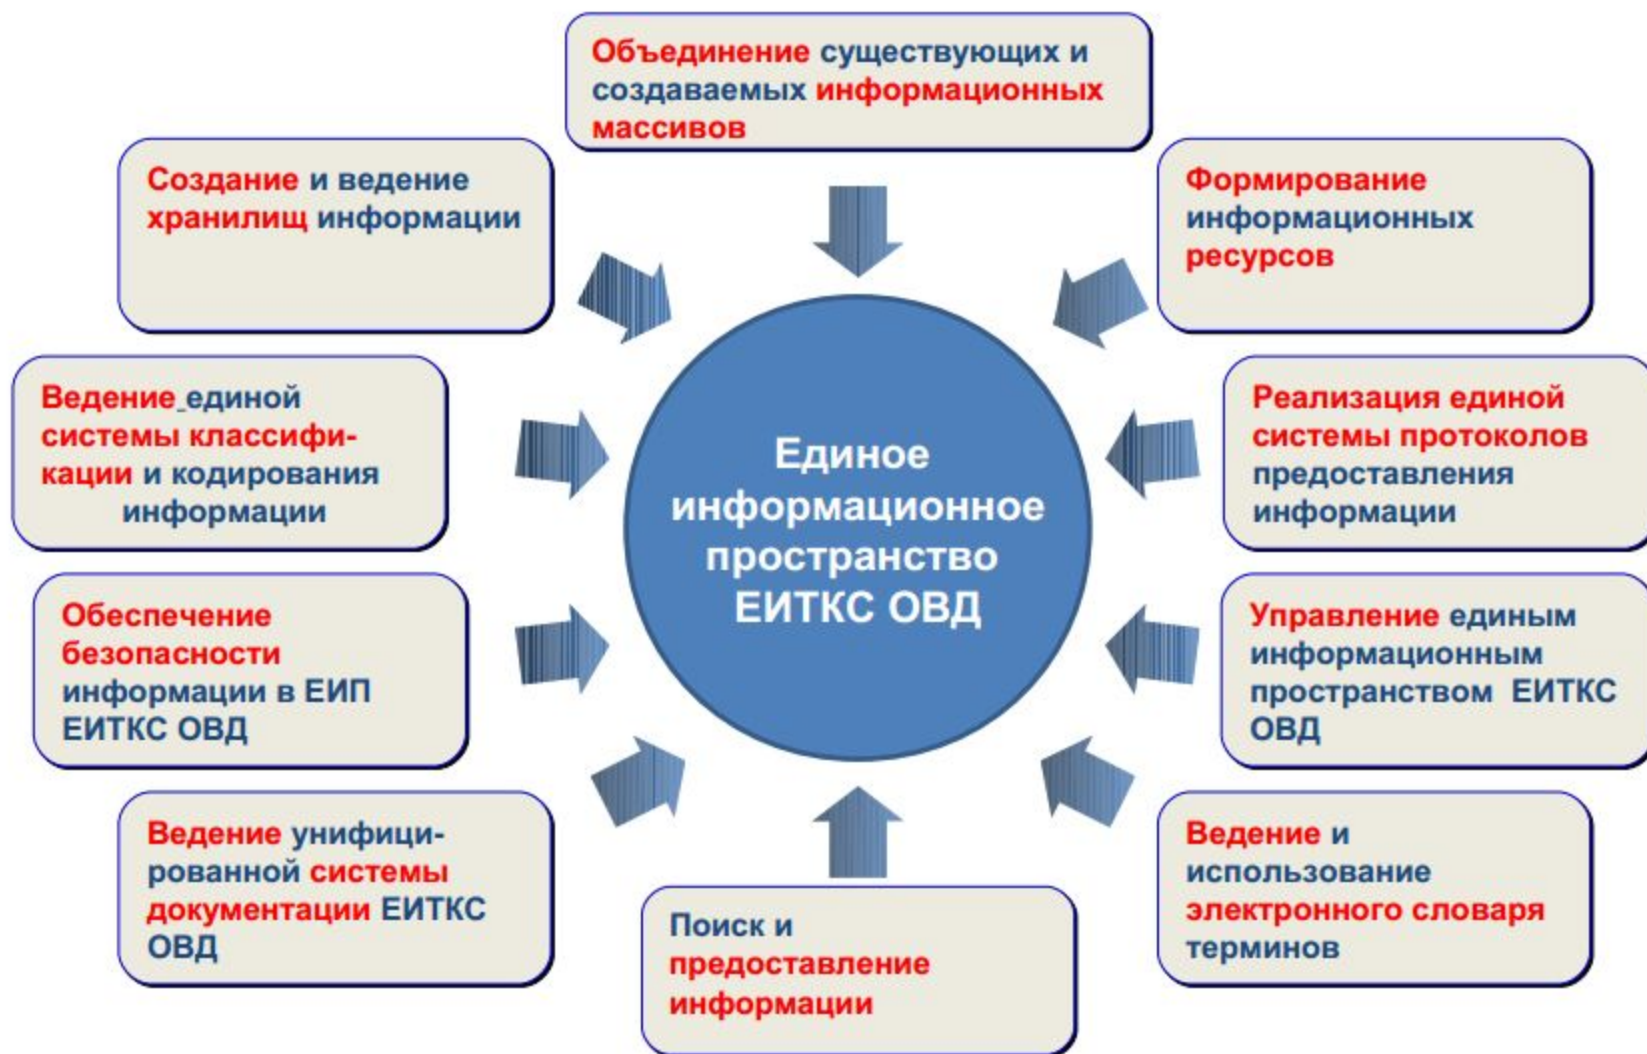 Объединение существующих и
создаваемых информационных
массивов
Создание и ведение
хранилищ информации
Формирование
информационных
ресурсов
Ведение единой
системы классифи-
кации и кодирования
информации
Реализация единой
системы протоколов
предоставления
информации
Единое
информационное
пространство
ЕИТКС ОВД
Обеспечение
безопасности
информации в ЕИП
ЕИТКС ОВД
Управление единым
информационным
пространством ЕИТКС
ОВД
Ведение унифици-
рованной системы
документации ЕИТКС
ОВД
Поиск и
предоставление
информации
Ведение и
использование
электронного словаря
терминов